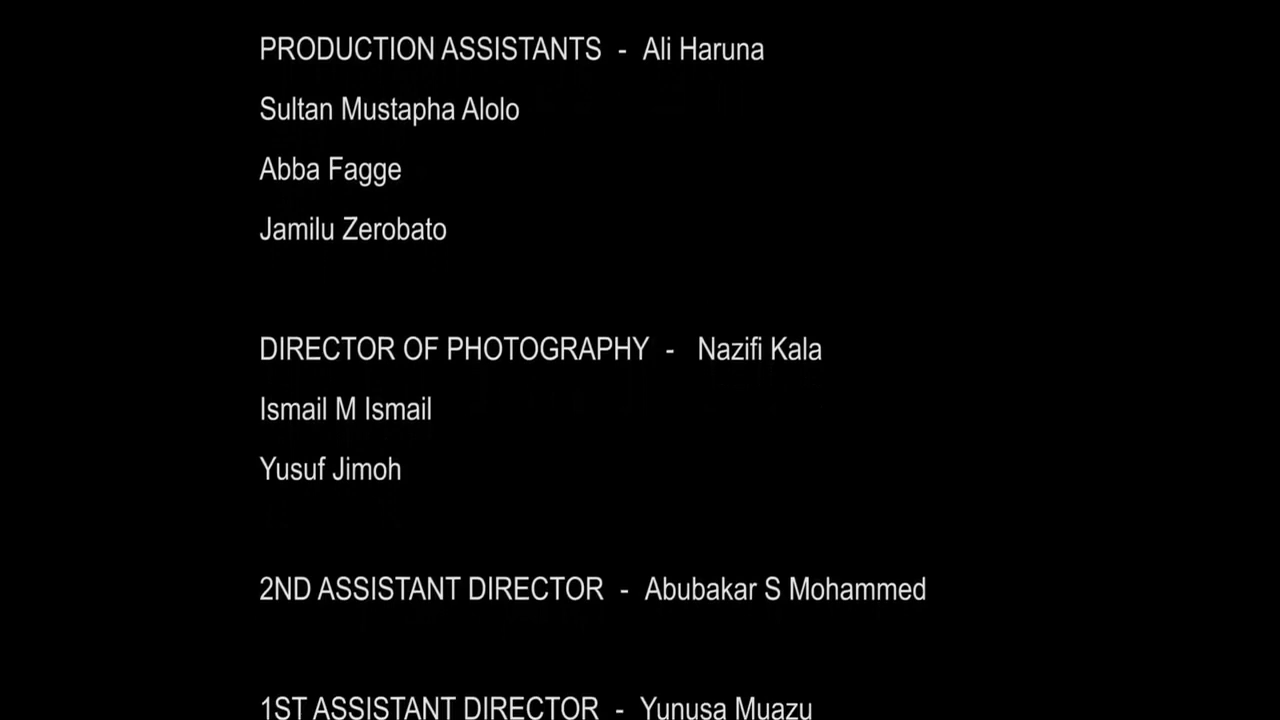 PRODUCTION ASSISTANTS - Ali Haruna
Sultan Mustapha Alolo
Abba Fagge
Jamilu Zerobato
DIRECTOR OF PHOTOGRAPHY - Nazifi Kala
Ismail M Ismail
Yusuf Jimoh
2ND ASSISTANT DIRECTOR - Abubakar S Mohammed
1ST ASSISTANT DIRECTOR - Yunusa Muazu